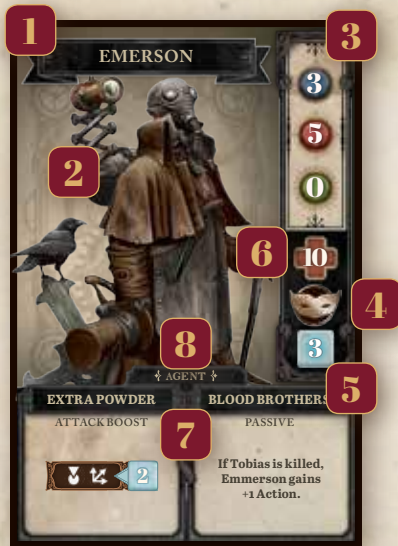 1
EMERSON
3
3
5
2
0
6
10
4
8
3
AGENT
5
EXTRA POWDER
BLOOD BROTHERS
ATTACK BOOST
7
PASSIVE
2
If Tobias is killed,
Emmerson gains
+1 Action.